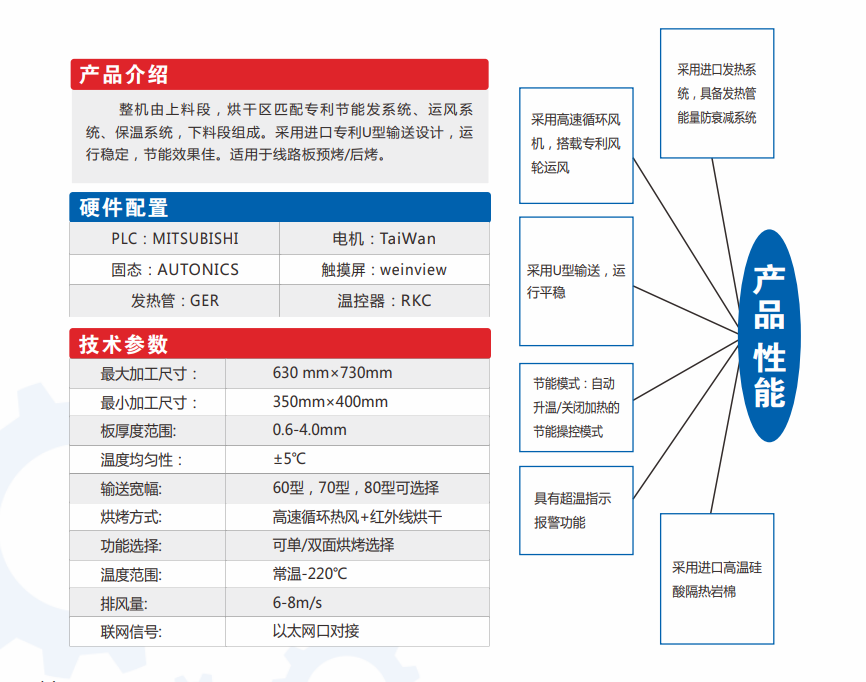 产品介绍
整机由上料段，烘干区匹配专利节能发系统、运风系
统、保温系统，下料段组成。采用进口专利U型输送设计，运
行稳定，节能效果佳。适用于线路板预烤/后烤。
硬件配置
PLC：MITSUBISHI 电机：TaiWan
固态：AUTONICS 触摸屏：weinview
发热管：GER 温控器：RKC
技术参数
最大加工尺寸： 630 mm×730mm
最小加工尺寸： 350mm×400mm
板厚度范围: 0.6-4.0mm
温度均匀性： ±5℃
输送宽幅: 60型，70型，80型可选择
烘烤方式: 高速循环热风+红外线烘干
功能选择: 可单/双面烘烤选择
温度范围: 常温-220℃
排风量: 6-8m/s
联网信号: 以太网口对接
采用进口发热系
统，具备发热管
能量防衰减系统
采用高速循环风
机，搭载专利风
轮运风
采用U型输送，运
行平稳
节能模式：自动
升温/关闭加热的
节能操控模式
具有超温指示
报警功能
采用进口高温硅
酸隔热岩棉
产品性能